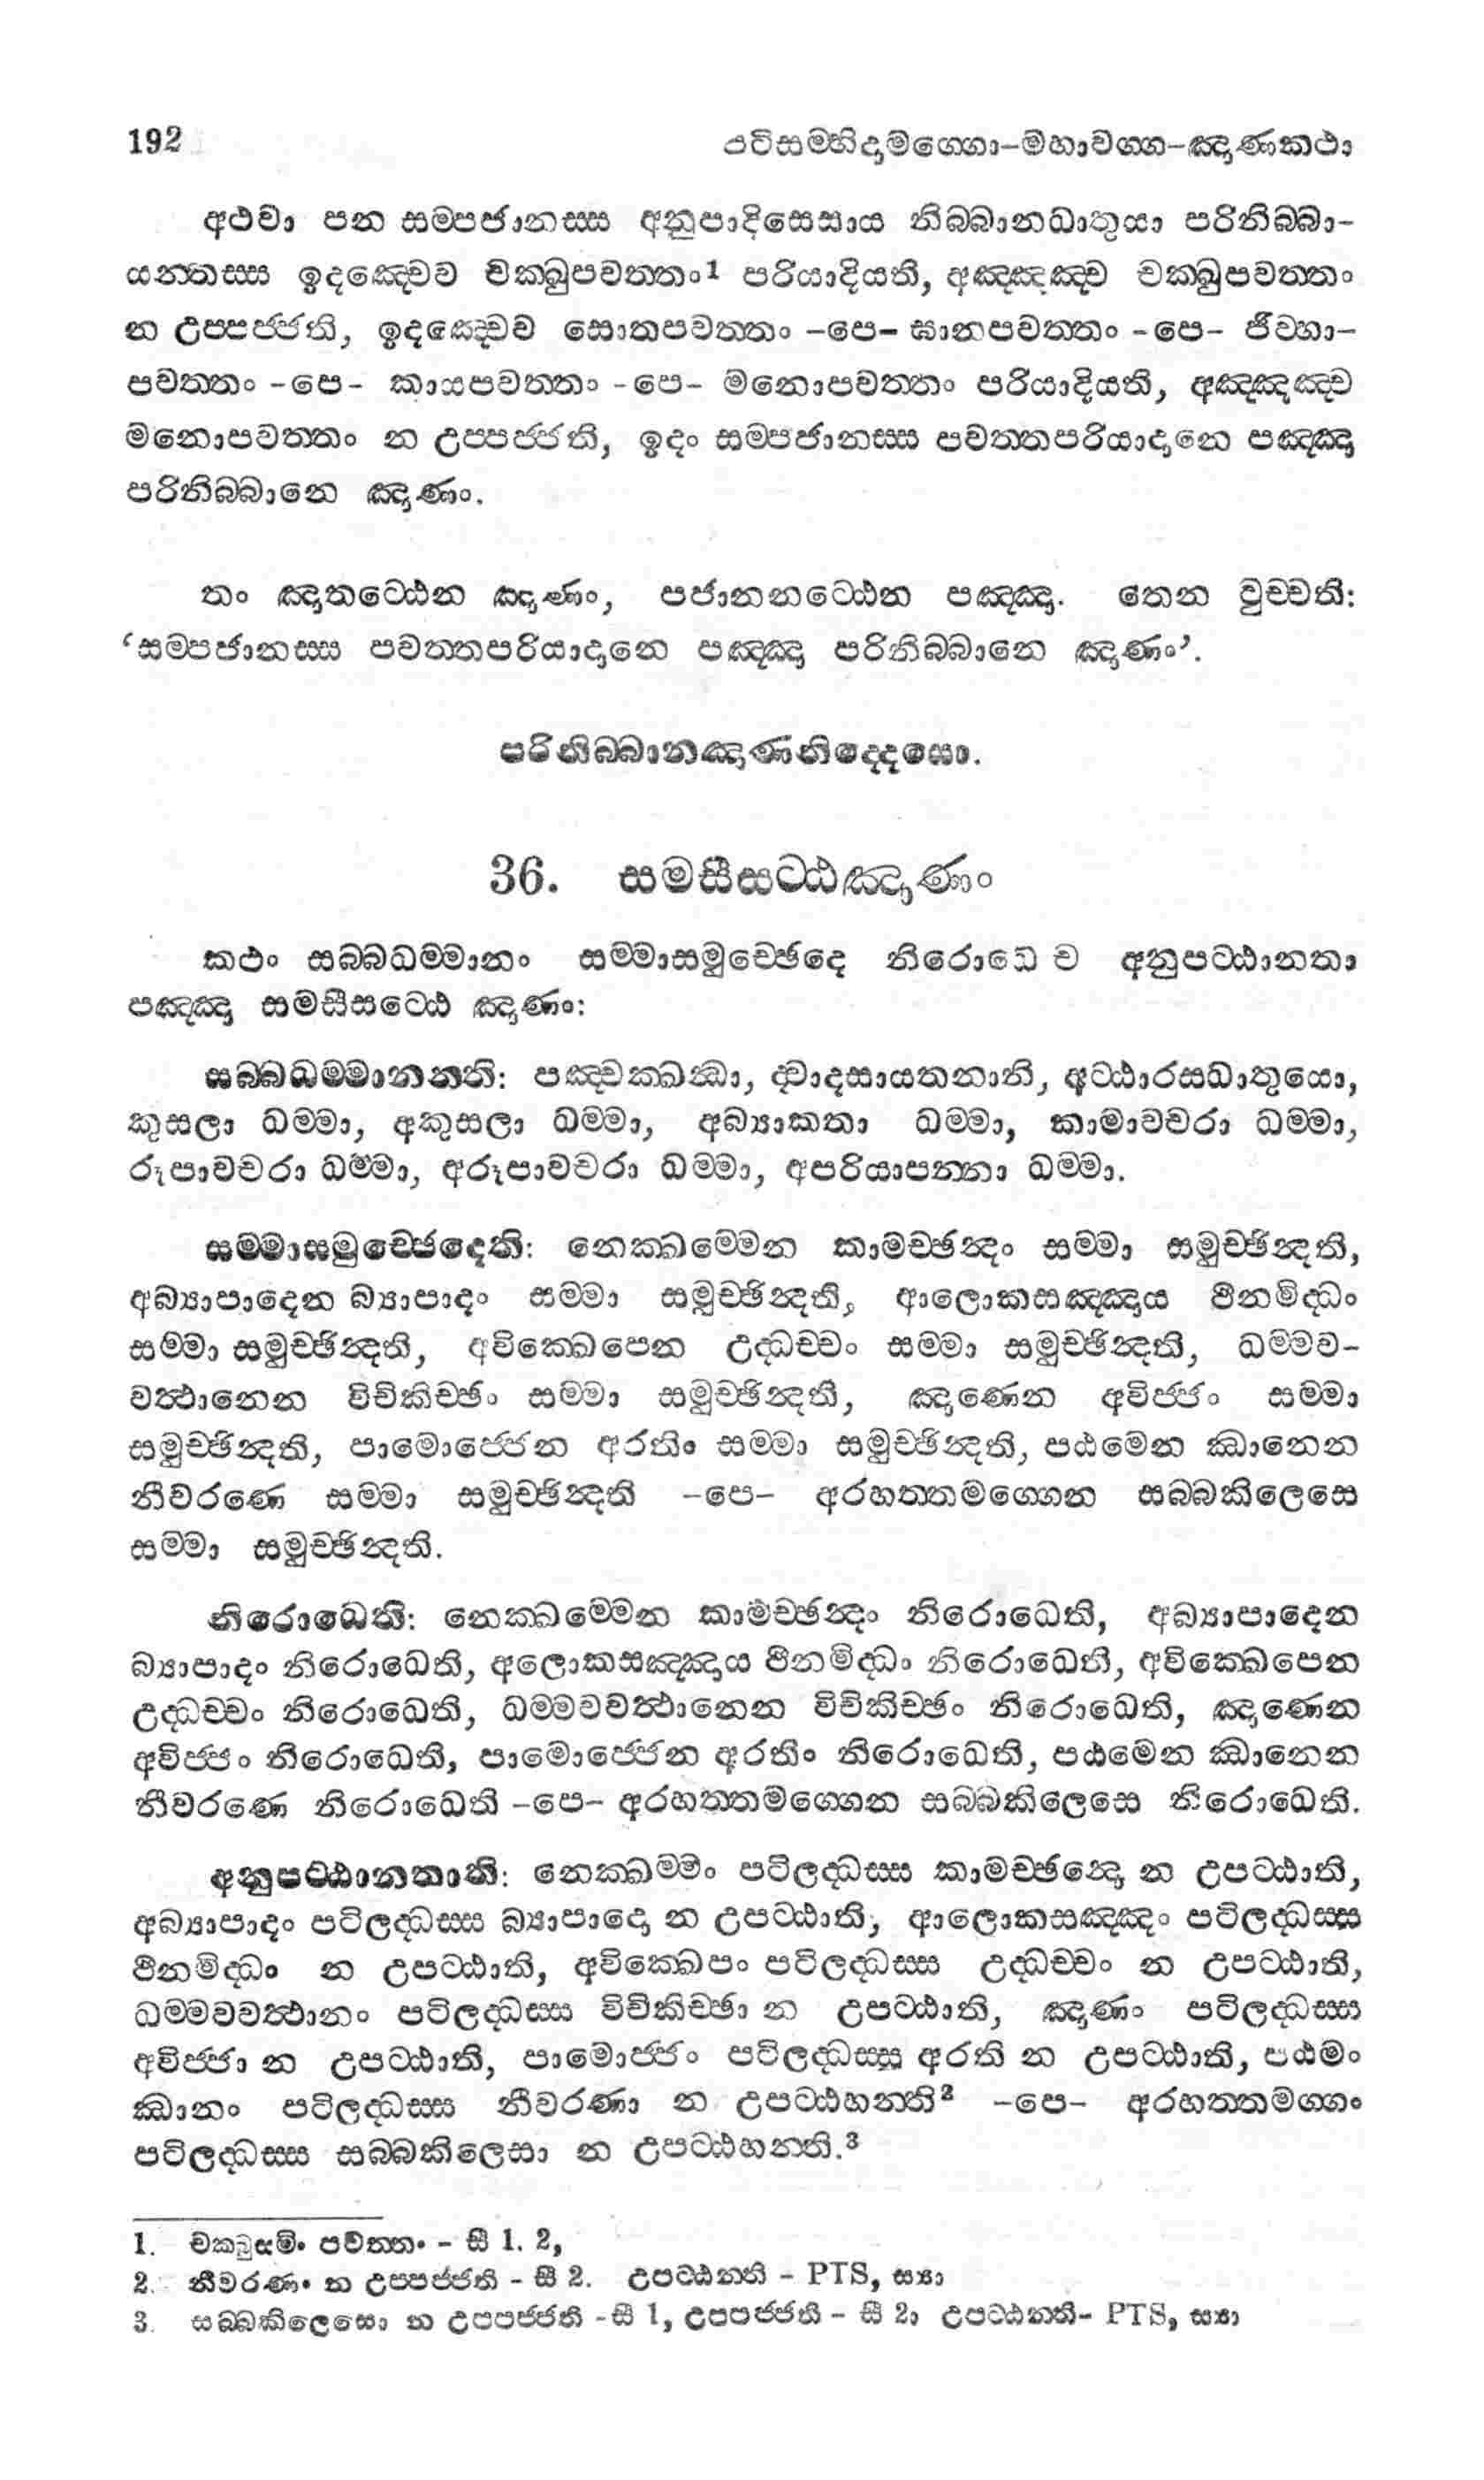 192
පටිසම්භිදාමග්ගො-මහාවග්ග-ඤාණකථා
අථවා පන සම්පජානස්ස අනුපාදිසෙසාය නිබ්බානධාතුයා පරිනිබ්බා-
යන්තස්ස ඉදඤ්චෙව චක්ඛුපවත්තං1 පරියාදියති, අඤ්ඤඤ්ච චක්ඛුපවත්තං
න උප්පජ්ජති, ඉදඤ්චෙව සොතපවත්තං -පෙ- ඝානපවත්තං -පෙ- ජිව්හා-
පවත්තං -පෙ- කායපවත්තං -පෙ- මනොපවත්තං පරියාදියති, අඤ්ඤඤ්ච
මනොපවත්තං න උප්පජ්ජති, ඉදං සම්පජානස්ස පවත්තපරියාදානෙ පඤ්ඤා
පරිනිබ්බානෙ ඤාණං.
තං ඤාතට්ඨෙන ඤාණං, පජානනට්ඨෙන පඤ්ඤා. තෙන වුච්චති:
‘සම්පජානස්ස පවත්තපරියාදානෙ පඤ්ඤා පරිනිබ්බානෙ ඤාණං’.
පරිනිබ්බානඤාණනිද්දෙසො.
36. සමසීසට්ඨඤාණං
කථං සබ්බධම්මානං සම්මාසමුච්ඡෙදෙ නිරොධෙ ච අනුපට්ඨානතා
පඤ්ඤා සමසීසට්ඨෙ ඤාණං:
සබ්බධම්මානන්ති: පඤ්චක්ඛන්ධා, ද්වාදසායතනානි, අට්ඨාරසධාතුයො,
කුසලා ධම්මා, අකුසලා ධම්මා, අබ්යාකතා ධම්මා, කාමාවචරා ධම්මා,
රූපාවචරා ධම්මා, අරූපාවචරා ධම්මා, අපරියාපන්නා ධම්මා.
සම්මාසමුච්ඡෙදෙති: නෙක්ඛම්මෙන කාමච්ඡන්දං සම්මා සමුච්ඡින්දති,
අබ්යාපාදෙන බ්යාපාදං සම්මා සමුච්ඡින්දති, ආලොකසඤ්ඤාය ථිනමිද්ධං
සම්මා සමුච්ඡින්දති, අවික්ඛෙපෙන උද්ධච්චං සම්මා සමුච්ඡින්දති, ධම්මව-
වත්ථානෙන විචිකිච්ඡං සම්මා සමුච්ඡින්දති, ඤාණෙන අවිජ්ජං සම්මා
සමුච්ඡින්දති, පාමොජ්ජෙන අරතිං සම්මා සමුච්ඡින්දති, පඨමෙන ඣානෙන
නීවරණෙ සම්මා සමුච්ඡින්දති -පෙ- අරහත්තමග්ගෙන සබ්බකිලෙසෙ
සම්මා සමුච්ඡින්දති.
නිරොධෙති: නෙක්ඛම්මෙන කාමච්ඡන්දං නිරොධෙති, අබ්යාපාදෙන
බ්යාපාදං නිරොධෙති, අලොකසඤ්ඤාය ථිනමිද්ධං නිරොධෙති, අවික්ඛෙපෙන
උද්ධච්චං නිරොධෙති, ධම්මවවත්ථානෙන විචිකිච්ඡං නිරොධෙති, ඤාණෙන
අවිජ්ජං නිරොධෙති, පාමොජ්ජෙන අරතිං නිරොධෙති, පඨමෙන ඣානෙන
නීවරණෙ නිරොධෙති -පෙ- අරහත්තමග්ගෙන සබ්බකිලෙසෙ නිරොධෙති.
අනුපට්ඨානතාති: නෙක්ඛම්මං පටිලද්ධස්ස කාමච්ඡන්දො න උපට්ඨාති,
අබ්යාපාදං පටිලද්ධස්ස බ්යාපාදො න උපට්ඨාති, ආලොකසඤ්ඤං පටිලද්ධස්ස
ථිනමිද්ධං න උපට්ඨාති, අවික්ඛෙපං පටිලද්ධස්ස උද්ධච්චං න උපට්ඨාති,
ධම්මවවත්ථානං පටිලද්ධස්ස විචිකිච්ඡා න උපට්ඨාති, ඤාණං පටිලද්ධස්ස
අවිජ්ජා න උපට්ඨාති, පාමොජ්ජං පටිලද්ධස්ස අරති න උපට්ඨාති, පඨමං
ඣානං පටිලද්ධස්ස නීවරණා න උපට්ඨහන්ති2 -පෙ- අරහත්තමග්ගං
පටිලද්ධස්ස සබ්බකිලෙසා න උපට්ඨහන්ති.3
1. චක්ඛුස්මිං පවත්තං - සී 1. 2,
2. නීවරණං න උප්පජ්ජති - සී 2. උපට්ඨන්ති - PTS, ස්යා
3. සබ්බකිලෙසො න උප්පජ්ජති - සී 1, උප්පජ්ජති - සී 2, උපට්ඨන්ති- PTS, ස්යා